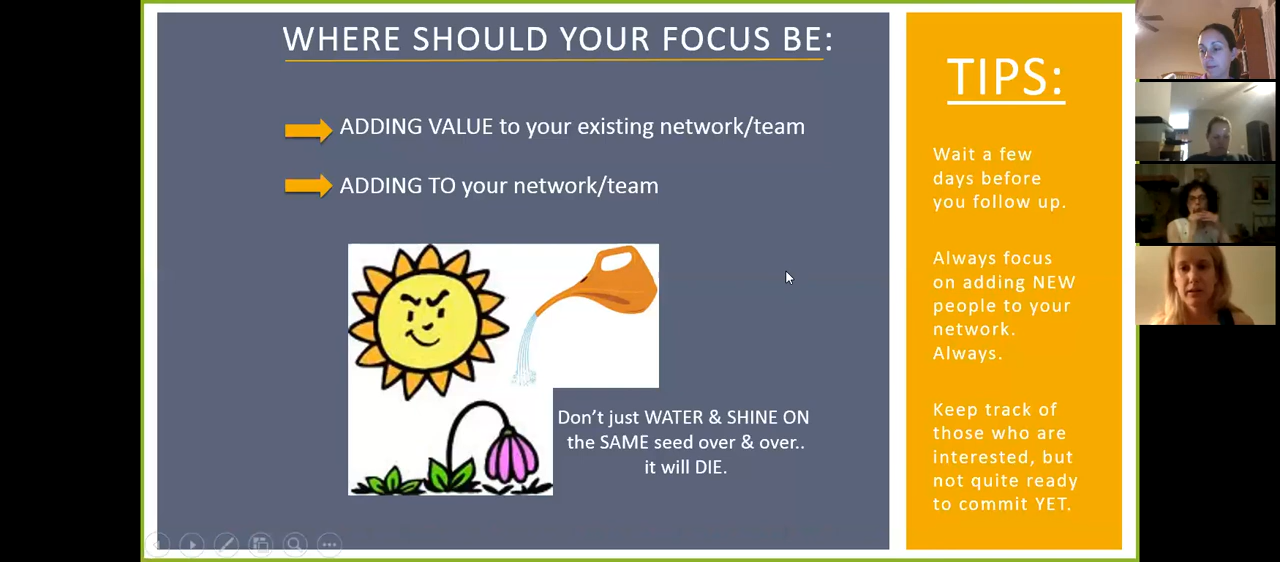 WHERE SHOULD YOUR FOCUS BE:
ADDING VALUE to your existing network/team
ADDING TO your network/team
Don't just WATER & SHINE ON
the SAME seed over & over..
it will DIE.
TIPS:
Wait a few
days before
you follow up.
Always focus
on adding NEW
people to your
network.
Always.
Keep track of
those who are
interested, but
not quite ready
to commit YET.